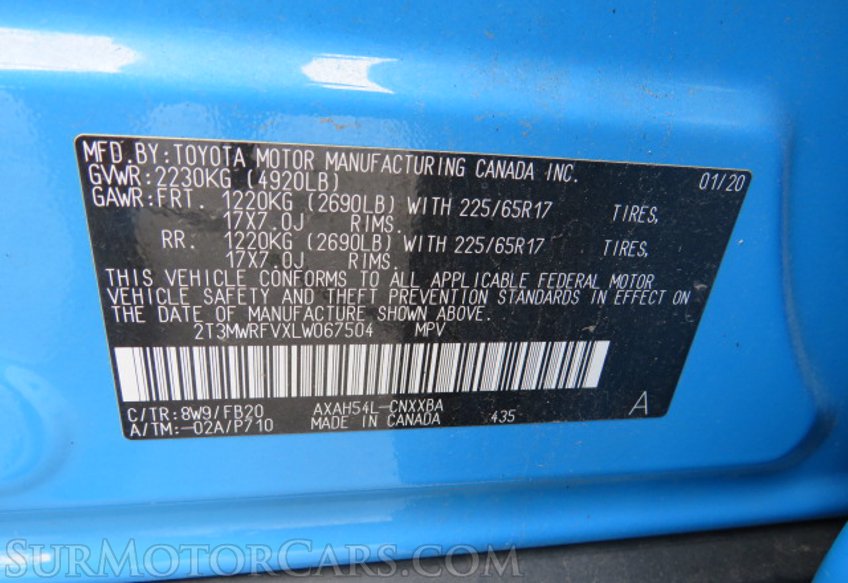 MFD.BY:TOYOTA MOTOR MANUFACTURING CANADA INC. 01/20
GVWR:2230KG (4920LB)
GAWR:FRT. 1220KG (2690LB) WITH 225/65R17 TIRES,
17X7.0J RIMS.
RR. 1220KG (2690LB) WITH 225/65R17 TIRES,
17X7.0J RIMS.
THIS VEHICLE CONFORMS TO ALL APPLICABLE FEDERAL MOTOR
VEHICLE SAFETY AND THEFT PREVENTION STANDARDS IN EFFECT ON
THE DATE OF MANUFACTURE SHOWN ABOVE.
2T3MWRFVXLW067504 MPV
C/TR:8W9/FB20 AXAH54L-CNXXBA 435 A
A/TM:-02A/P710 MADE IN CANADA
SURMOTORCARS.COM